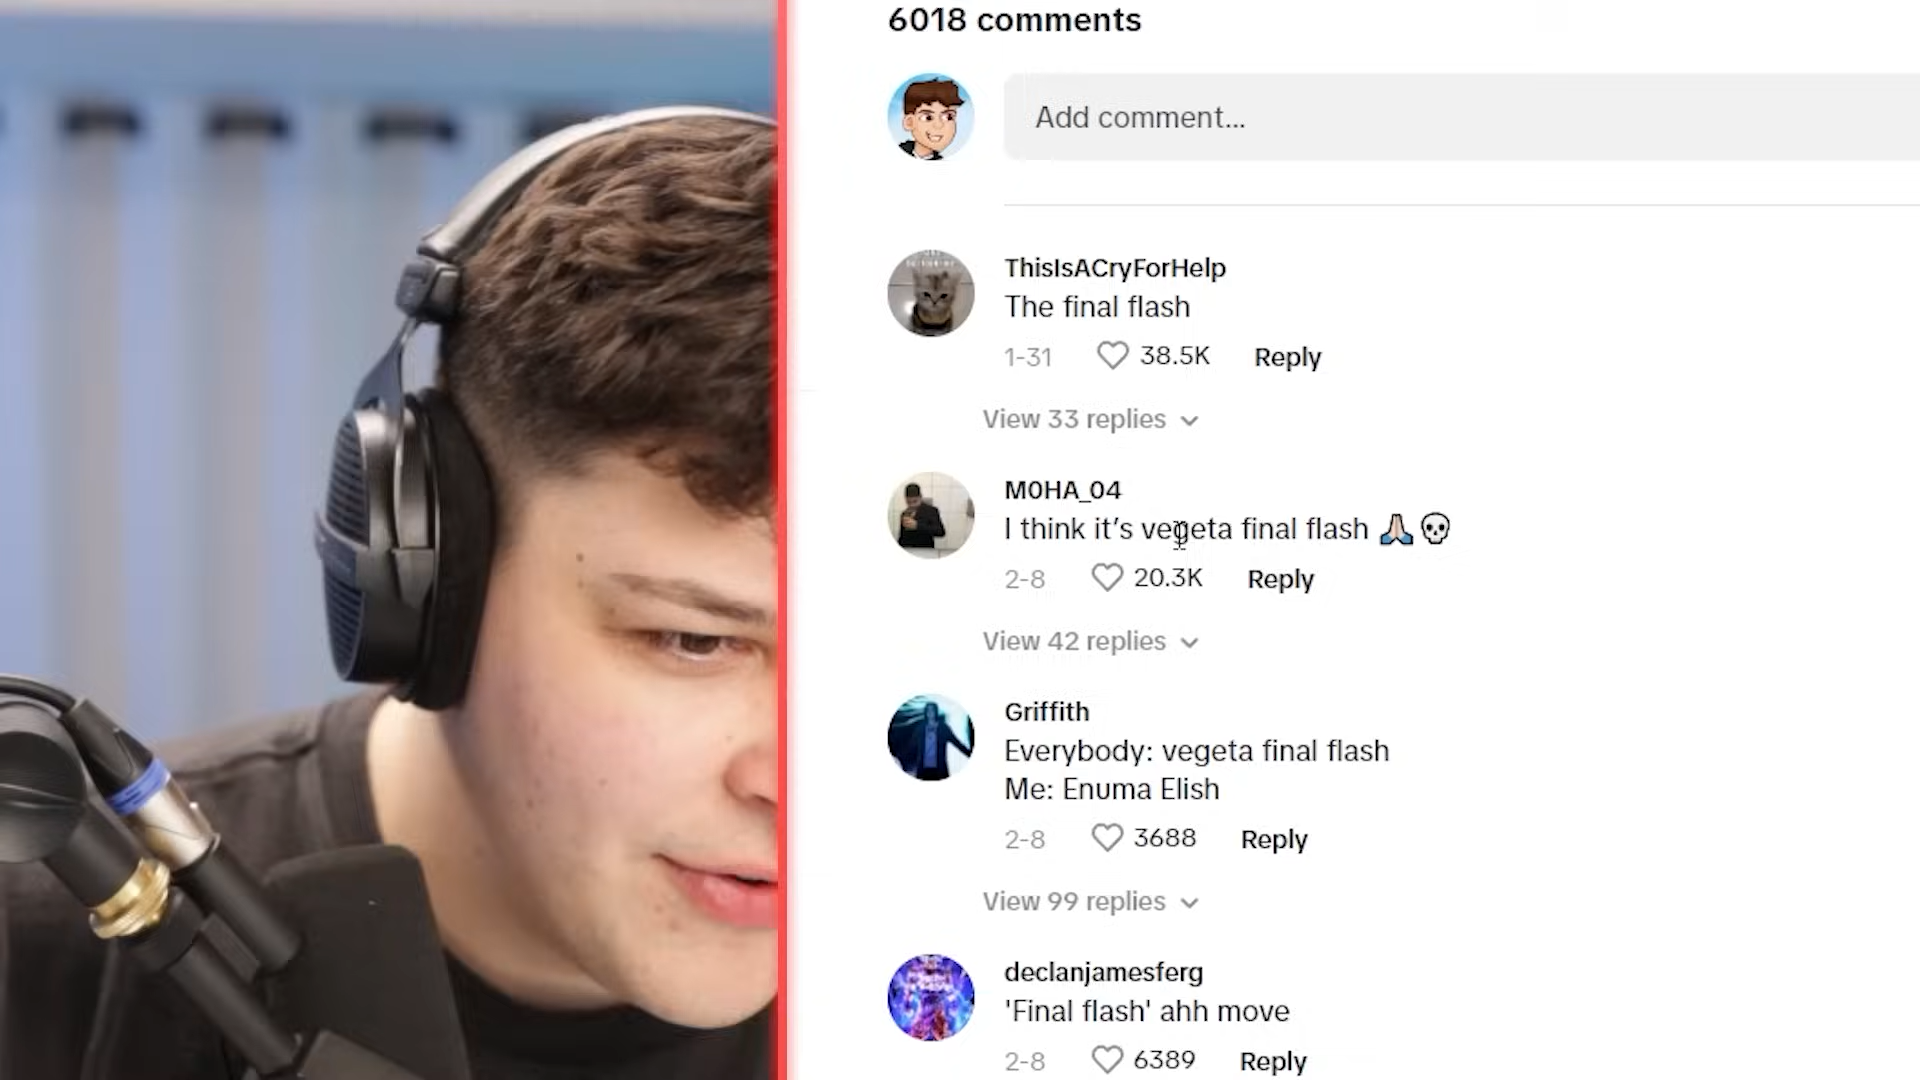 6018 comments
Add comment...
ThisIsACryForHelp
The final flash
1-31 38.5K Reply
View 33 replies
M0HA_04
I think it's vegeta final flash 🙏🏻💀
2-8 20.3K Reply
View 42 replies
Griffith
Everybody: vegeta final flash
Me: Enuma Elish
2-8 3688 Reply
View 99 replies
declanjamesferg
'Final flash' ahh move
2-8 6389 Reply